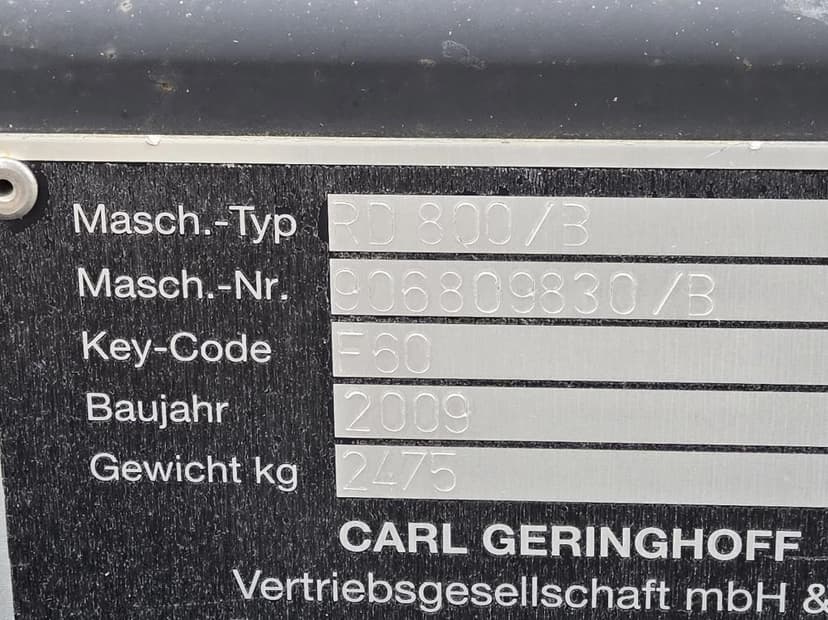 Masch.-Typ RD 800/B
Masch.-Nr. 906809830/B
Key-Code F60
Baujahr 2009
Gewicht kg 2475
CARL GERINGHOFF
Vertriebsgesellschaft mbH &